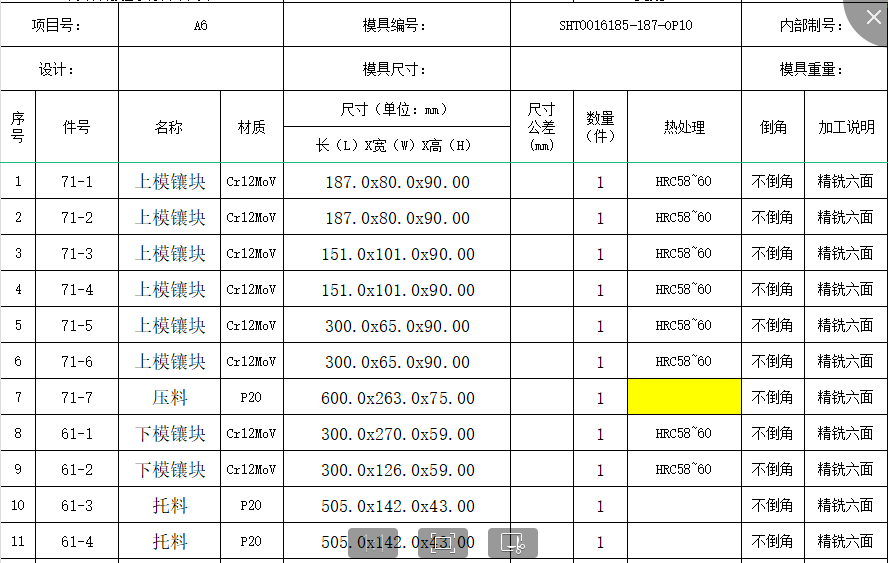 项目号： A6 模具编号： SHT0016185-187-OP10 内部制号：
设计： 模具尺寸： 模具重量：
序号 件号 名称 材质 尺寸（单位：mm） 尺寸公差(mm) 数量（件） 热处理 倒角 加工说明
长（L）X宽（W）X高（H）
1 71-1 上模镶块 Cr12MoV 187.0x80.0x90.00 1 HRC58~60 不倒角 精铣六面
2 71-2 上模镶块 Cr12MoV 187.0x80.0x90.00 1 HRC58~60 不倒角 精铣六面
3 71-3 上模镶块 Cr12MoV 151.0x101.0x90.00 1 HRC58~60 不倒角 精铣六面
4 71-4 上模镶块 Cr12MoV 151.0x101.0x90.00 1 HRC58~60 不倒角 精铣六面
5 71-5 上模镶块 Cr12MoV 300.0x65.0x90.00 1 HRC58~60 不倒角 精铣六面
6 71-6 上模镶块 Cr12MoV 300.0x65.0x90.00 1 HRC58~60 不倒角 精铣六面
7 71-7 压料 P20 600.0x263.0x75.00 1 不倒角 精铣六面
8 61-1 下模镶块 Cr12MoV 300.0x270.0x59.00 1 HRC58~60 不倒角 精铣六面
9 61-2 下模镶块 Cr12MoV 300.0x126.0x59.00 1 HRC58~60 不倒角 精铣六面
10 61-3 托料 P20 505.0x142.0x43.00 1 不倒角 精铣六面
11 61-4 托料 P20 505.0x142.0x43.00 1 不倒角 精铣六面